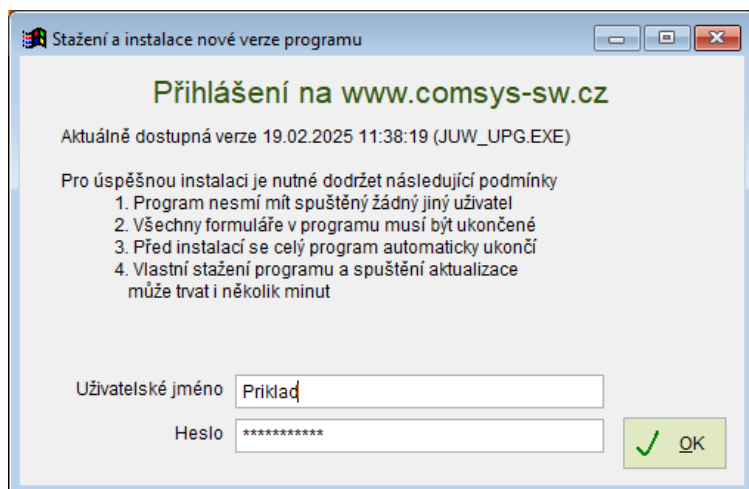 Stažení a instalace nové verze programu
Přihlášení na www.comsys-sw.cz
Aktuálně dostupná verze 19.02.2025 11:38:19 (JUW_UPG.EXE)
Pro úspěšnou instalaci je nutné dodržet následující podmínky
1. Program nesmí mít spuštěný žádný jiný uživatel
2. Všechny formuláře v programu musí být ukončené
3. Před instalací se celý program automaticky ukončí
4. Vlastní stažení programu a spuštění aktualizace
může trvat i několik minut
Uživatelské jméno Priklad
Heslo ***********
OK